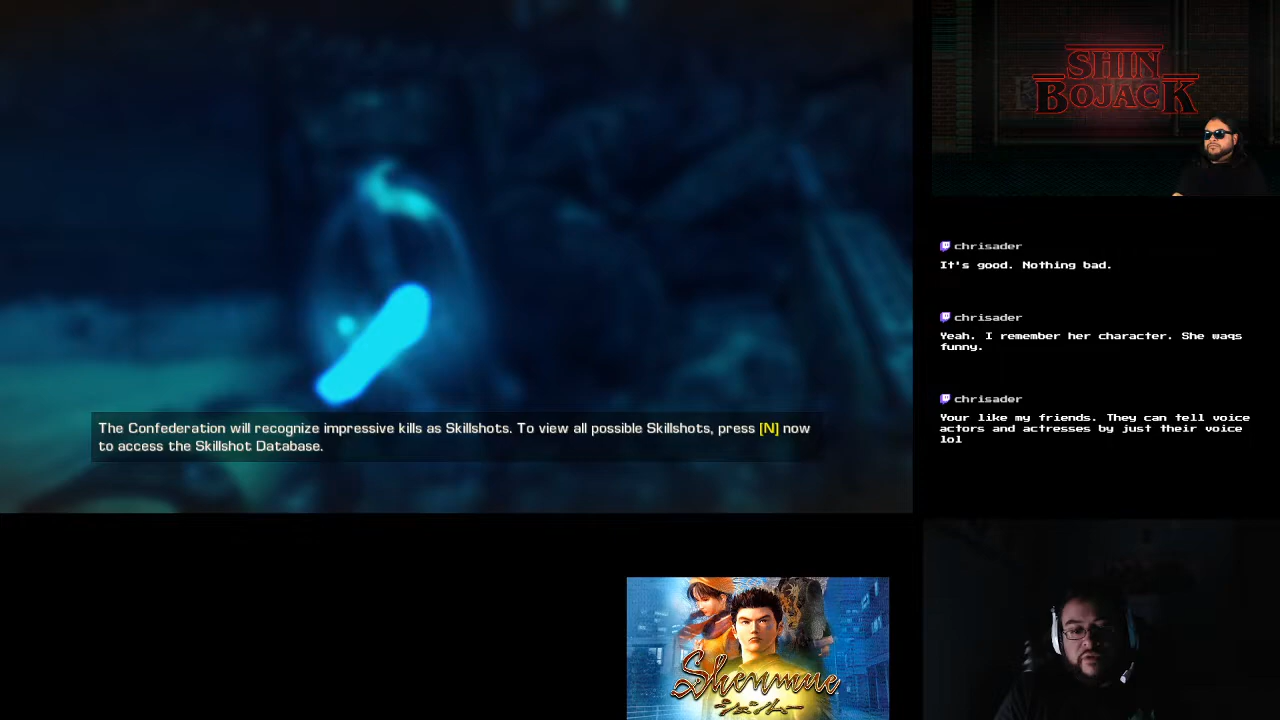 The Confederation will recognize impressive kills as Skillshots. To view all possible Skillshots, press [N] now
to access the Skillshot Database.
SHIN
BOJACK
chrisader
It's good. Nothing bad.
chrisader
Yeah. I remember her character. She waqs
funny.
chrisader
Your like my friends. They can tell voice
actors and actresses by just their voice
lol
Shenmue
シェンムー